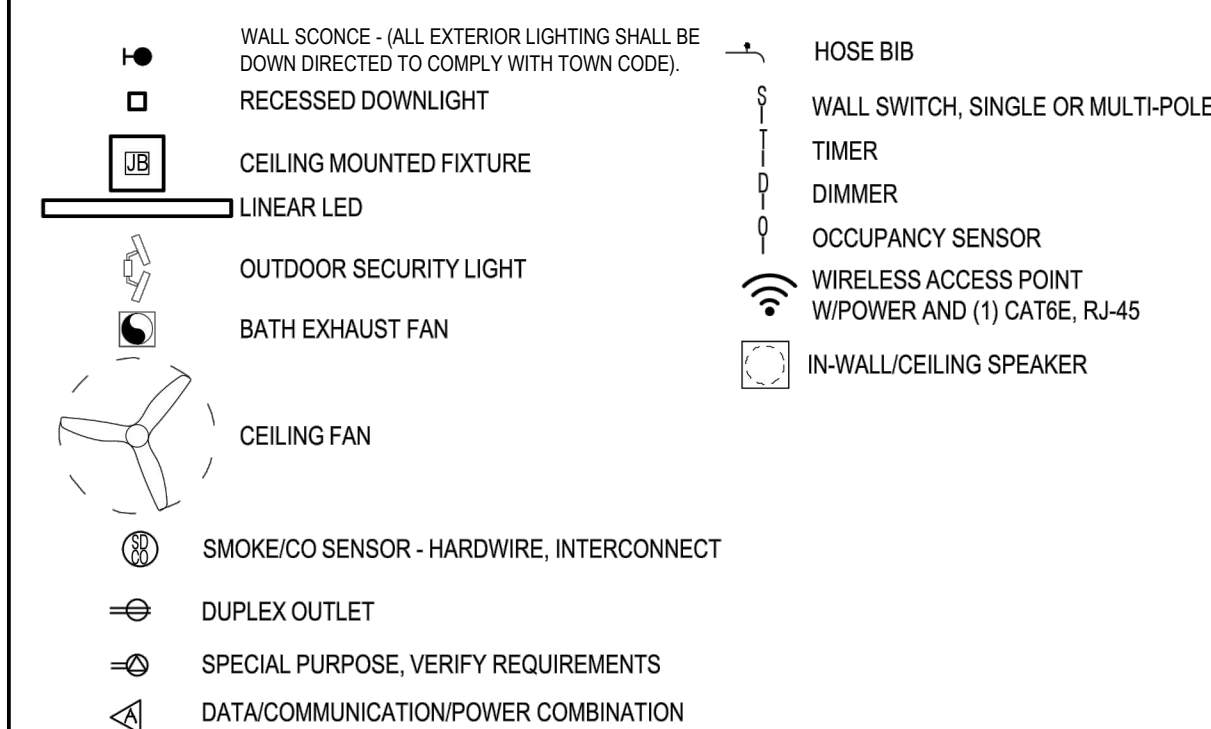 WALL SCONCE - (ALL EXTERIOR LIGHTING SHALL BE
DOWN DIRECTED TO COMPLY WITH TOWN CODE).
RECESSED DOWNLIGHT
JB
CEILING MOUNTED FIXTURE
LINEAR LED
OUTDOOR SECURITY LIGHT
BATH EXHAUST FAN
CEILING FAN
SD
CO
SMOKE/CO SENSOR - HARDWIRE, INTERCONNECT
DUPLEX OUTLET
SPECIAL PURPOSE, VERIFY REQUIREMENTS
A
DATA/COMMUNICATION/POWER COMBINATION
HOSE BIB
S
WALL SWITCH, SINGLE OR MULTI-POLE
T
TIMER
D
DIMMER
O
OCCUPANCY SENSOR
WIRELESS ACCESS POINT
W/POWER AND (1) CAT6E, RJ-45
IN-WALL/CEILING SPEAKER